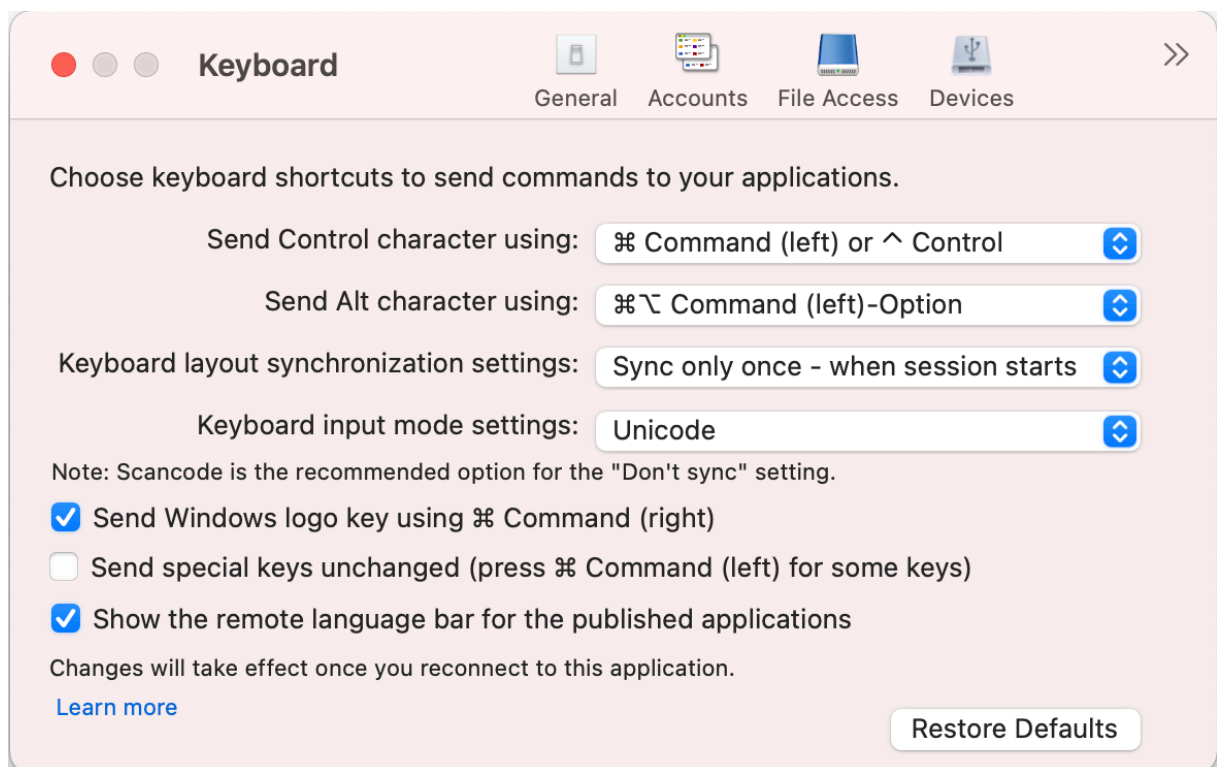 Keyboard
General
Accounts
File Access
Devices
Choose keyboard shortcuts to send commands to your applications.
Send Control character using: ⌘ Command (left) or ^ Control
Send Alt character using: ⌘⌥ Command (left)-Option
Keyboard layout synchronization settings: Sync only once - when session starts
Keyboard input mode settings: Unicode
Note: Scancode is the recommended option for the "Don't sync" setting.
Send Windows logo key using ⌘ Command (right)
Send special keys unchanged (press ⌘ Command (left) for some keys)
Show the remote language bar for the published applications
Changes will take effect once you reconnect to this application.
Learn more
Restore Defaults